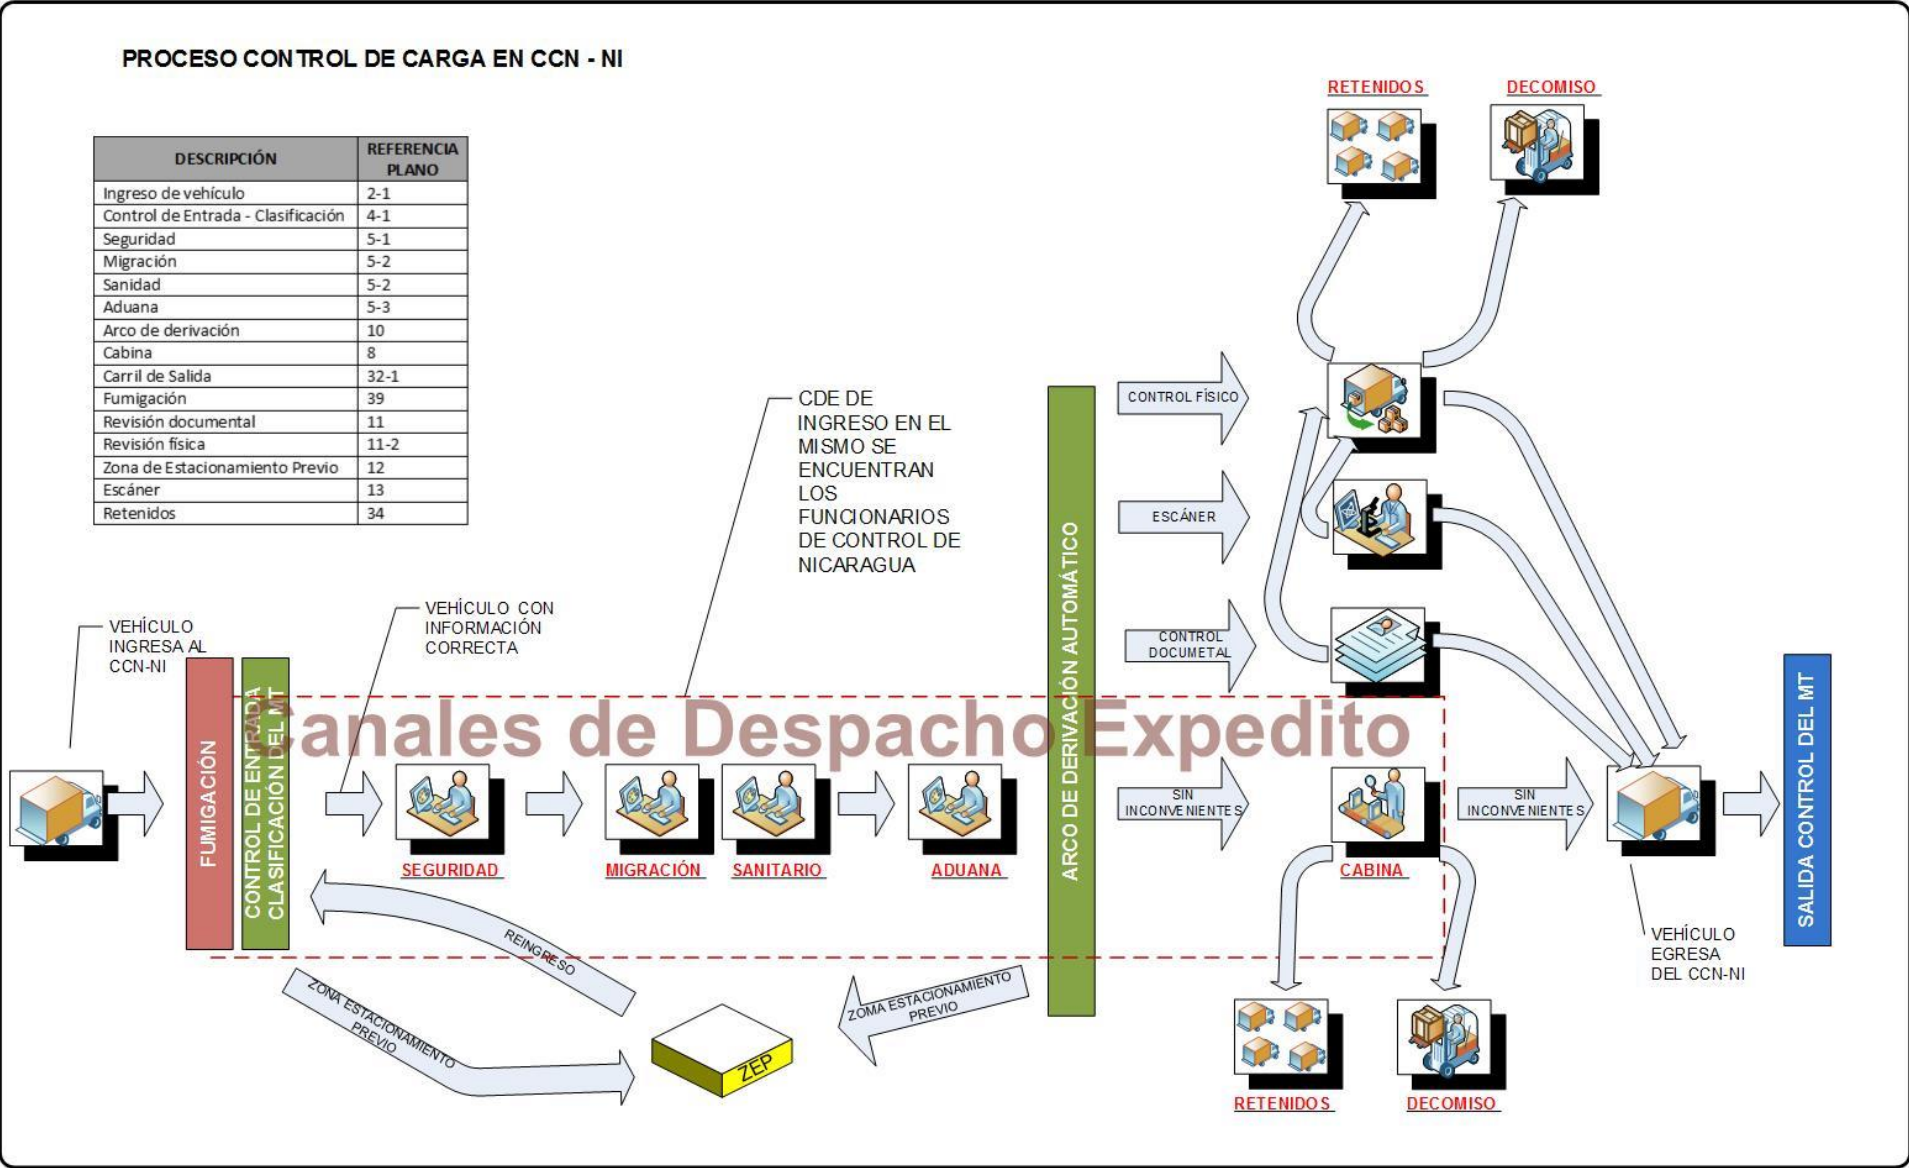 PROCESO CONTROL DE CARGA EN CCN - NI
DESCRIPCIÓN REFERENCIA PLANO
Ingreso de vehículo 2-1
Control de Entrada - Clasificación 4-1
Seguridad 5-1
Migración 5-2
Sanidad 5-2
Aduana 5-3
Arco de derivación 10
Cabina 8
Carril de Salida 32-1
Fumigación 39
Revisión documental 11
Revisión física 11-2
Zona de Estacionamiento Previo 12
Escáner 13
Retenidos 34
RETENIDOS
DECOMISO
CDE DE
INGRESO EN EL
MISMO SE
ENCUENTRAN
LOS
FUNCIONARIOS
DE CONTROL DE
NICARAGUA
CONTROL FÍSICO
ESCÁNER
CONTROL
DOCUMETAL
VEHÍCULO
INGRESA AL
CCN-NI
VEHÍCULO CON
INFORMACIÓN
CORRECTA
Canales de Despacho Expedito
FUMIGACIÓN
CONTROL DE ENTRADA
CLASIFICACIÓN DEL MT
SEGURIDAD
MIGRACIÓN
SANITARIO
ADUANA
ARCO DE DERIVACIÓN AUTOMÁTICO
SIN
INCONVENIENTES
CABINA
SIN
INCONVENIENTES
SALIDA CONTROL DEL MT
VEHÍCULO
EGRESA
DEL CCN-NI
REINGRESO
ZONA ESTACIONAMIENTO
PREVIO
ZEP
ZOMA ESTACIONAMIENTO
PREVIO
RETENIDOS
DECOMISO